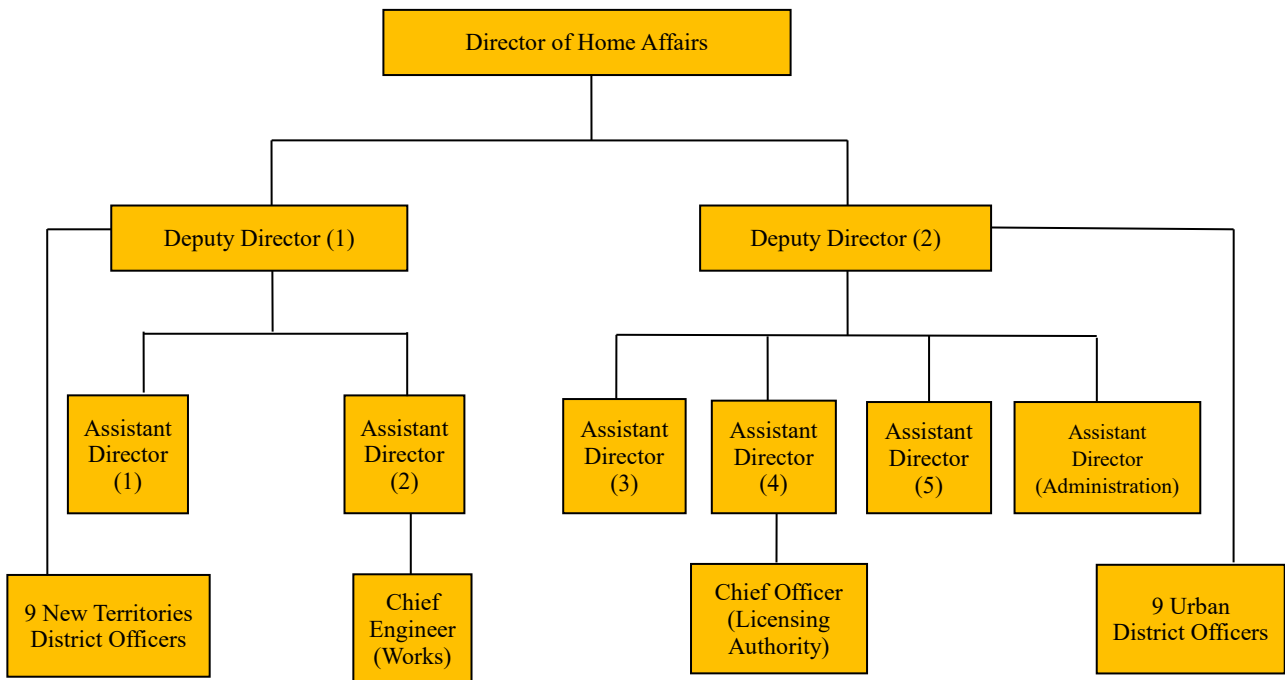 Director of Home Affairs
Deputy Director (1)
Deputy Director (2)
Assistant
Director
(1)
Assistant
Director
(2)
Assistant
Director
(3)
Assistant
Director
(4)
Assistant
Director
(5)
Assistant
Director
(Administration)
9 New Territories
District Officers
Chief
Engineer
(Works)
Chief Officer
(Licensing
Authority)
9 Urban
District Officers